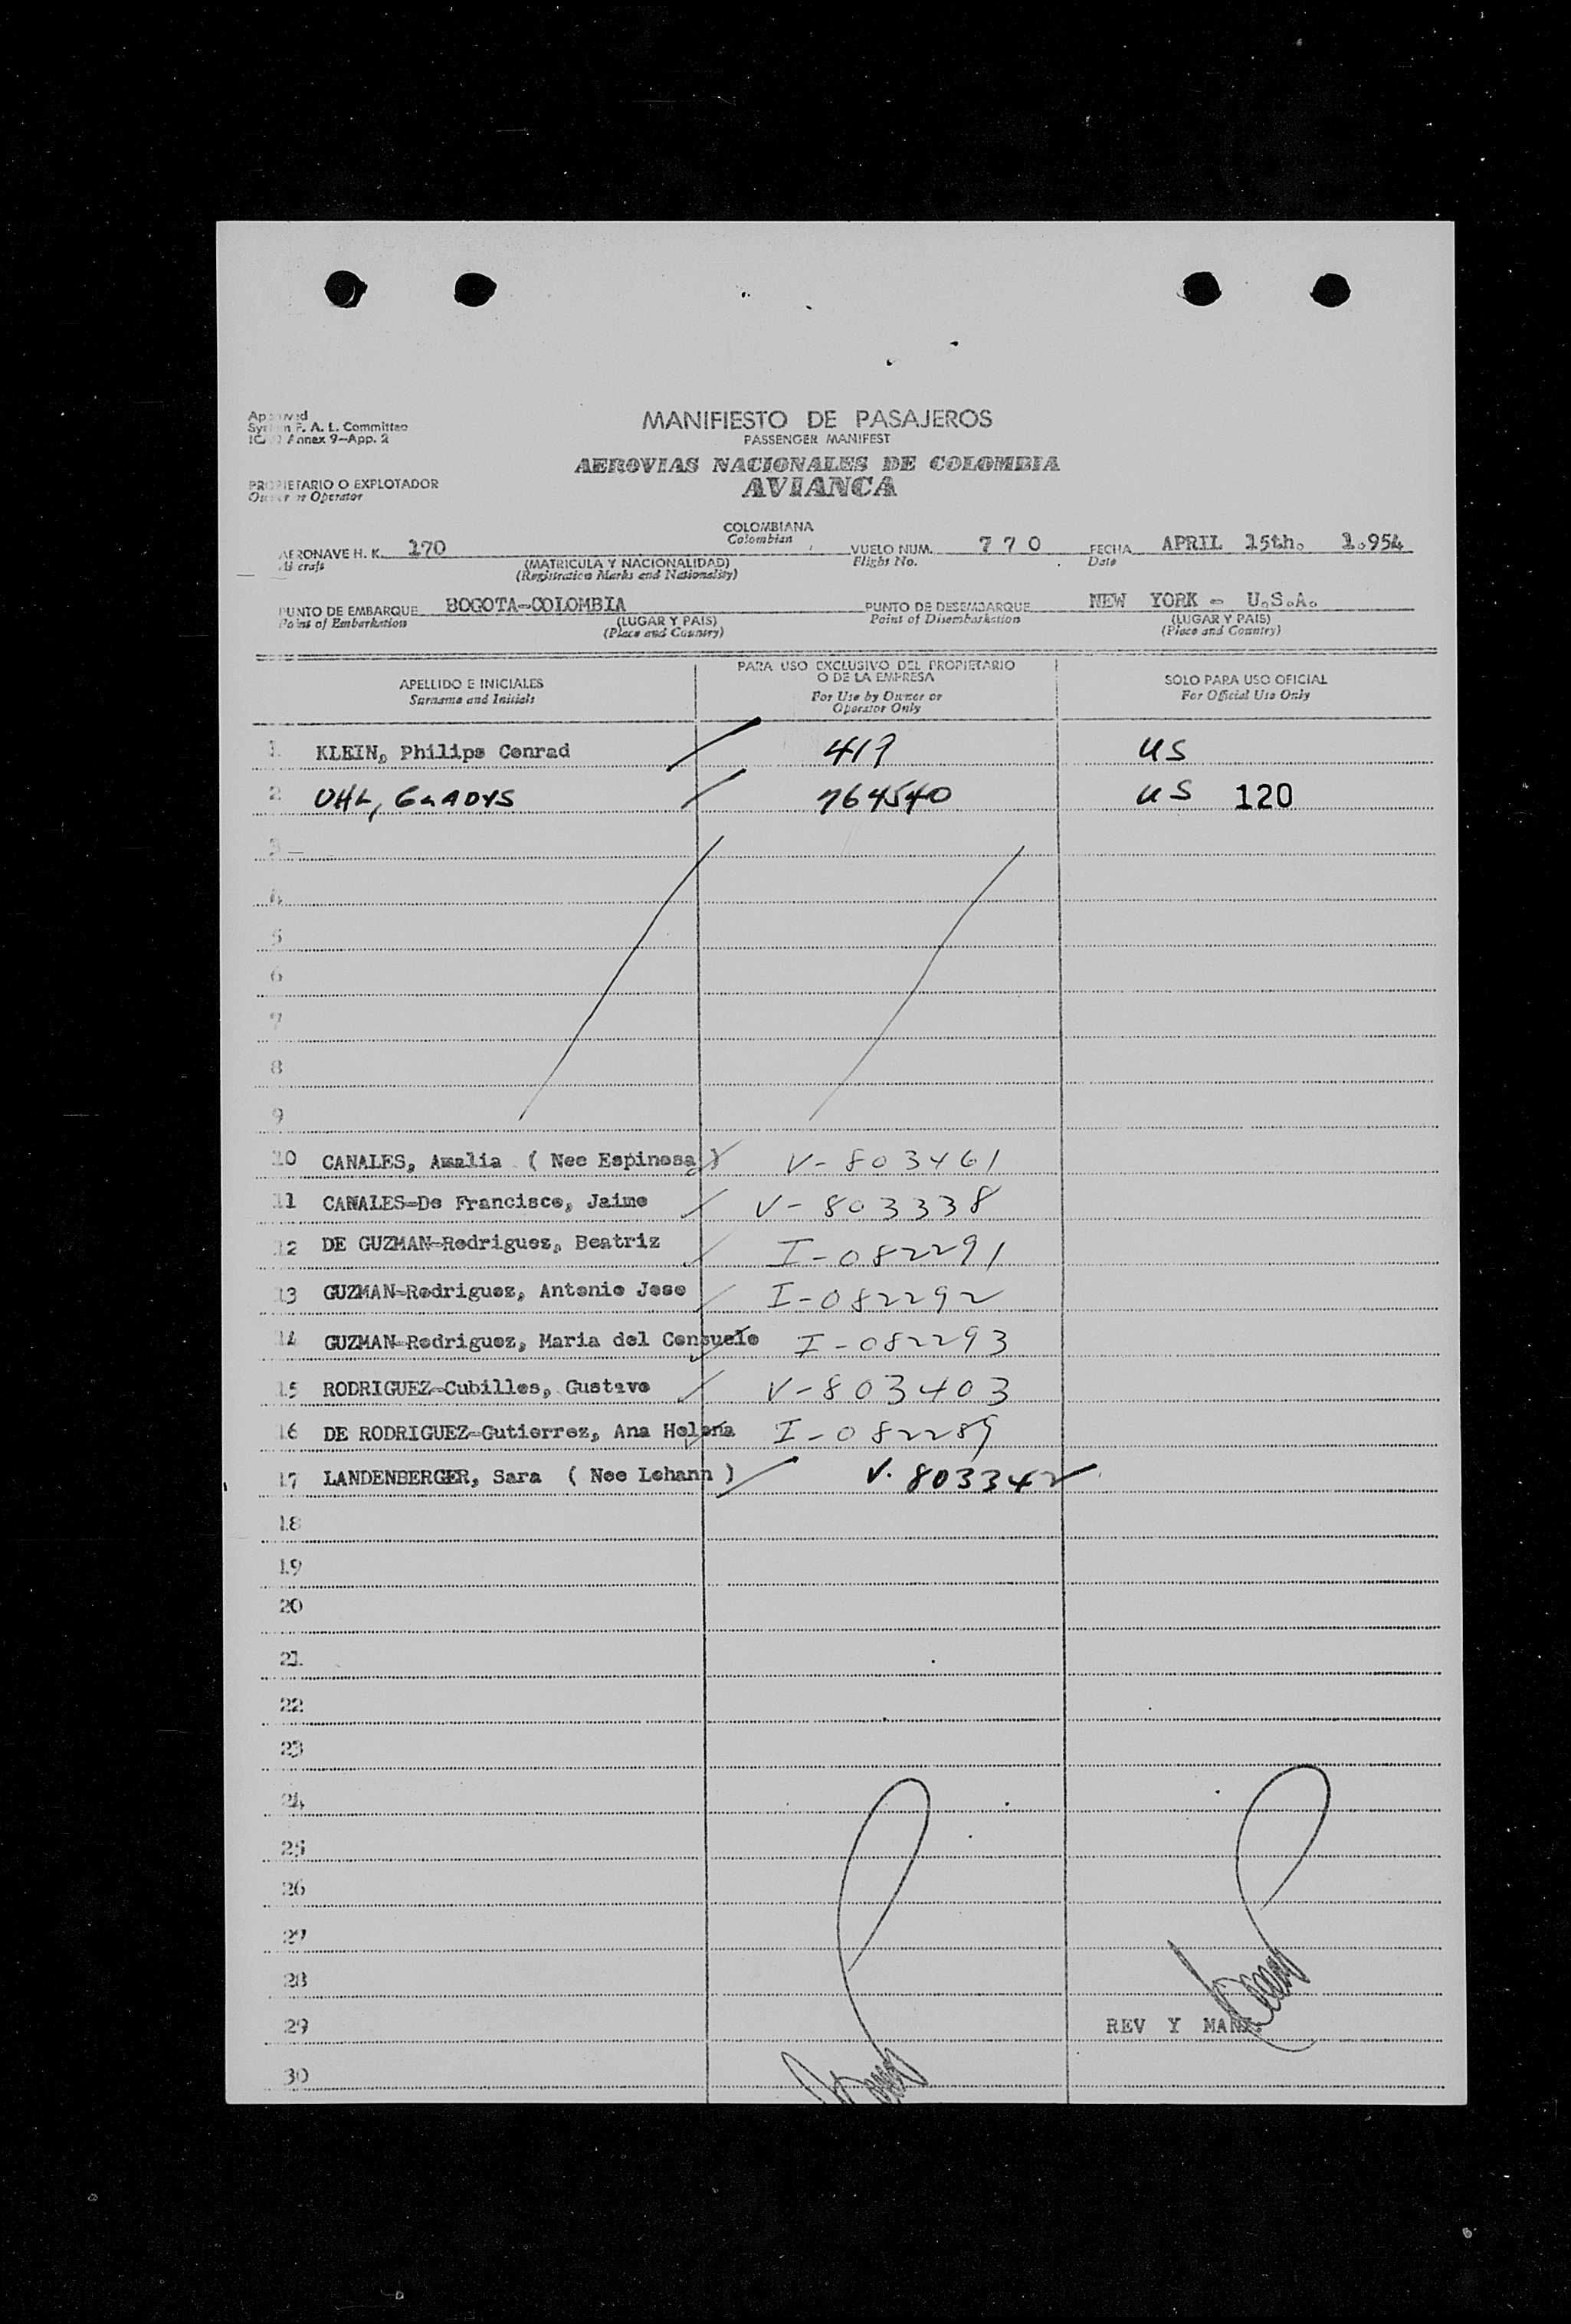 Approved
System F. A. L. Committee
ICAO Annex 9-App. 2
MANIFIESTO DE PASAJEROS
PASSENGER MANIFEST
AEROVIAS NACIONALES DE COLOMBIA
AVIANCA
PROPIETARIO O EXPLOTADOR
Owner or Operator
COLOMBIANA
Colombian
AERONAVE H. K. 170
Aircraft
(MATRICULA Y NACIONALIDAD)
(Registration Marks and Nationality)
VUELO NUM. 7 7 0
Flight No.
FECHA APRIL 15th. 1.954
Date
PUNTO DE EMBARQUE BOGOTA-COLOMBIA
Point of Embarkation
(LUGAR Y PAIS)
(Place and Country)
PUNTO DE DESEMBARQUE NEW YORK - U.S.A.
Point of Disembarkation
(LUGAR Y PAIS)
(Place and Country)
APELLIDO E INICIALES
Surname and Initials
PARA USO EXCLUSIVO DEL PROPIETARIO
O DE LA EMPRESA
For Use by Owner or
Operator Only
SOLO PARA USO OFICIAL
For Official Use Only
1 KLEIN, Philips Conrad 419 US
2 UHL, GLADYS 764540 US 120
3
4
5
6
7
8
9
10 CANALES, Amalia ( Nee Espinosa ) V-803461
11 CANALES-De Francisco, Jaime V-803338
12 DE GUZMAN-Rodriguez, Beatriz I-082291
13 GUZMAN-Rodriguez, Antonio Jose I-082292
14 GUZMAN-Rodriguez, Maria del Consuelo I-082293
15 RODRIGUEZ-Cubillos, Gustavo V-803403
16 DE RODRIGUEZ-Gutierrez, Ana Helena I-082289
17 LANDENBERGER, Sara ( Nee Lehann ) V. 803342
18
19
20
21
22
23
24
25
26
27
28
29 REV Y MANF.
30